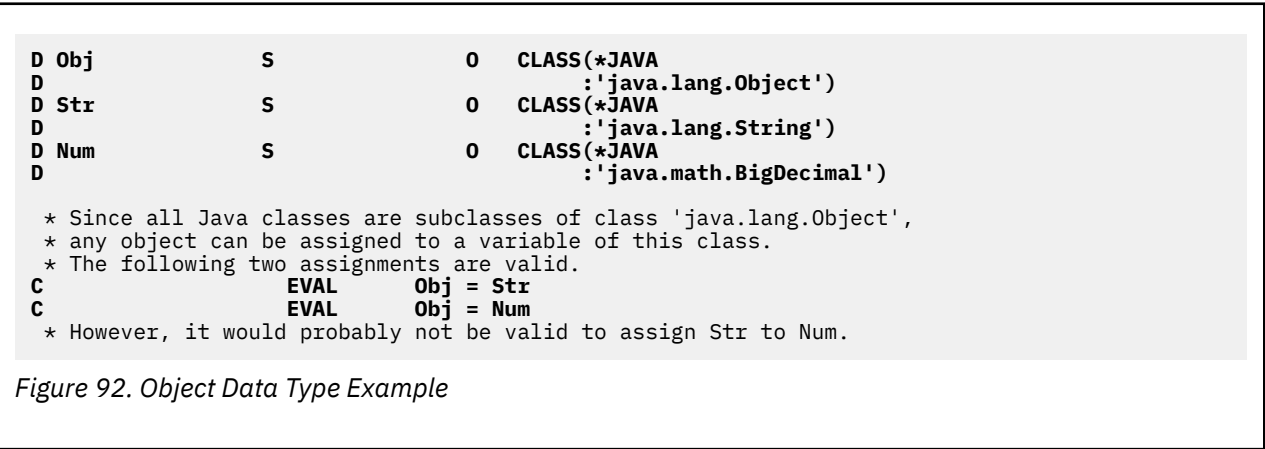 D Obj             S                      O   CLASS(*JAVA
D                                                 :'java.lang.Object')
D Str             S                      O   CLASS(*JAVA
D                                                 :'java.lang.String')
D Num             S                      O   CLASS(*JAVA
D                                                 :'java.math.BigDecimal')
 * Since all Java classes are subclasses of class 'java.lang.Object',
 * any object can be assigned to a variable of this class.
 * The following two assignments are valid.
C                   EVAL      Obj = Str
C                   EVAL      Obj = Num
 * However, it would probably not be valid to assign Str to Num.
Figure 92. Object Data Type Example